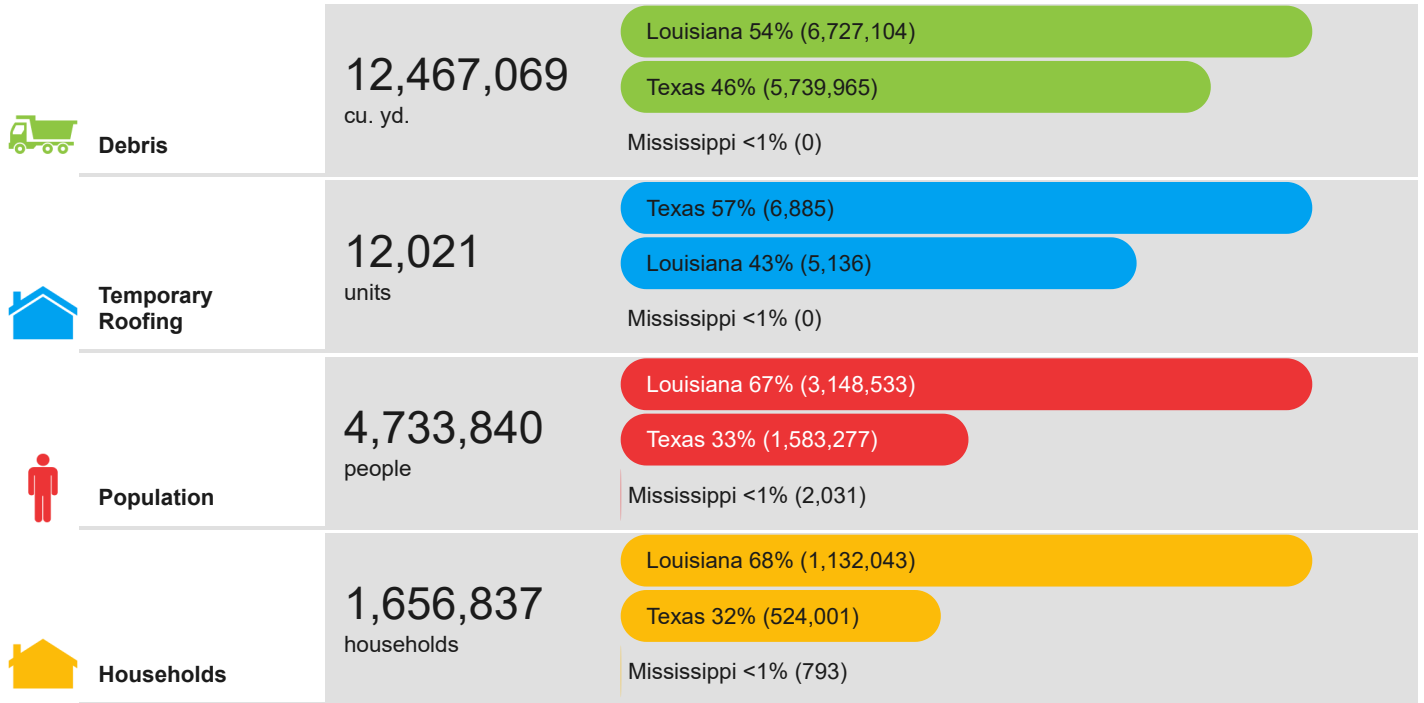 Debris
12,467,069
cu. yd.
Louisiana 54% (6,727,104)
Texas 46% (5,739,965)
Mississippi <1% (0)
Temporary
Roofing
12,021
units
Texas 57% (6,885)
Louisiana 43% (5,136)
Mississippi <1% (0)
Population
4,733,840
people
Louisiana 67% (3,148,533)
Texas 33% (1,583,277)
Mississippi <1% (2,031)
Households
1,656,837
households
Louisiana 68% (1,132,043)
Texas 32% (524,001)
Mississippi <1% (793)